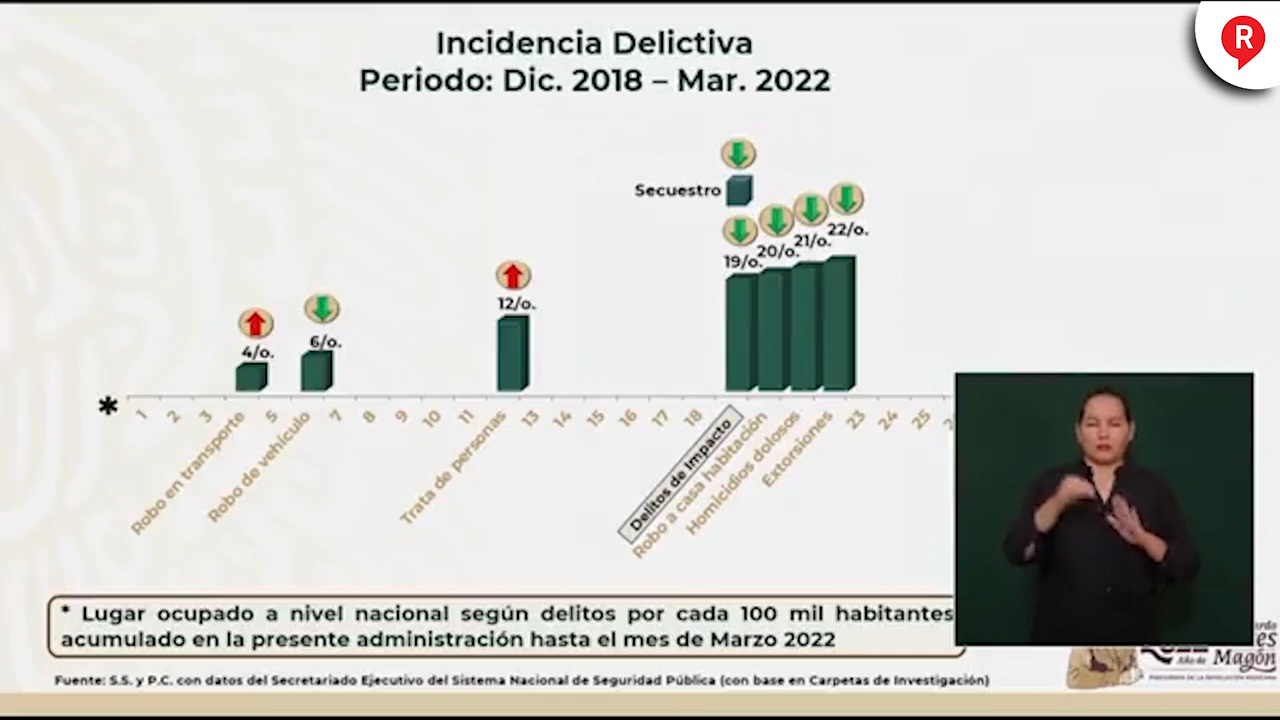 R
Incidencia Delictiva
Periodo: Dic. 2018 – Mar. 2022
Secuestro
4/o.
6/o.
12/o.
19/o.
20/o.
21/o.
22/o.
*
1
2
3
Robo en transporte
5
Robo de vehículo
7
8
9
10
11
Trata de personas
13
14
15
16
17
18
Delitos de Impacto
Robo a casa habitación
Homicidios dolosos
Extorsiones
23
24
25
* Lugar ocupado a nivel nacional según delitos por cada 100 mil habitantes
acumulado en la presente administración hasta el mes de Marzo 2022
Año de
Magón
Fuente: S.S. y P.C. con datos del Secretariado Ejecutivo del Sistema Nacional de Seguridad Pública (con base en Carpetas de Investigación)